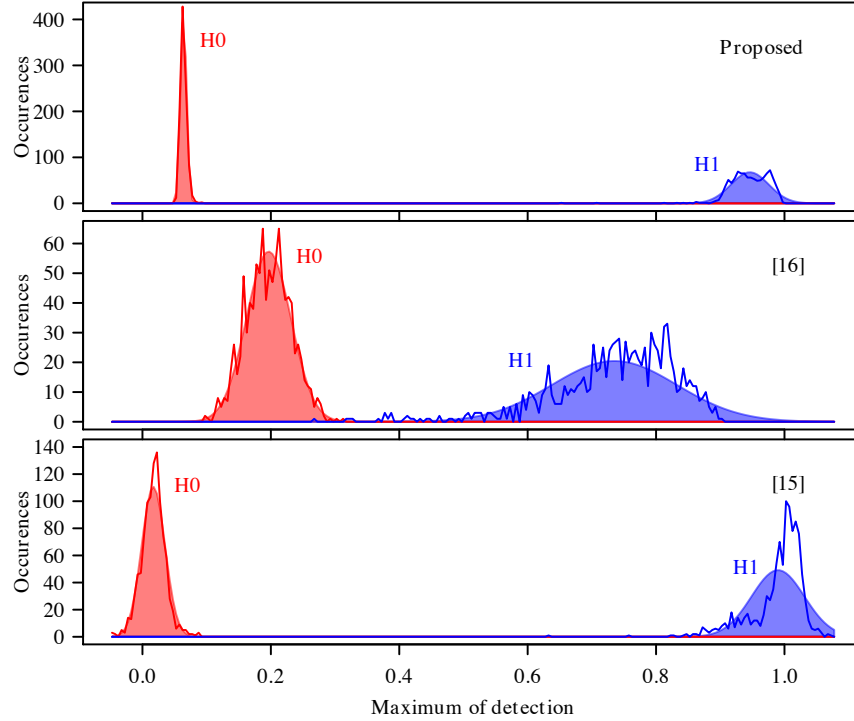 400
300
200
100
0
Occurences
H0
Proposed
H1
60
50
40
30
20
10
0
Occurences
H0
[16]
H1
140
120
100
80
60
40
20
0
Occurences
H0
[15]
H1
0.0 0.2 0.4 0.6 0.8 1.0
Maximum of detection